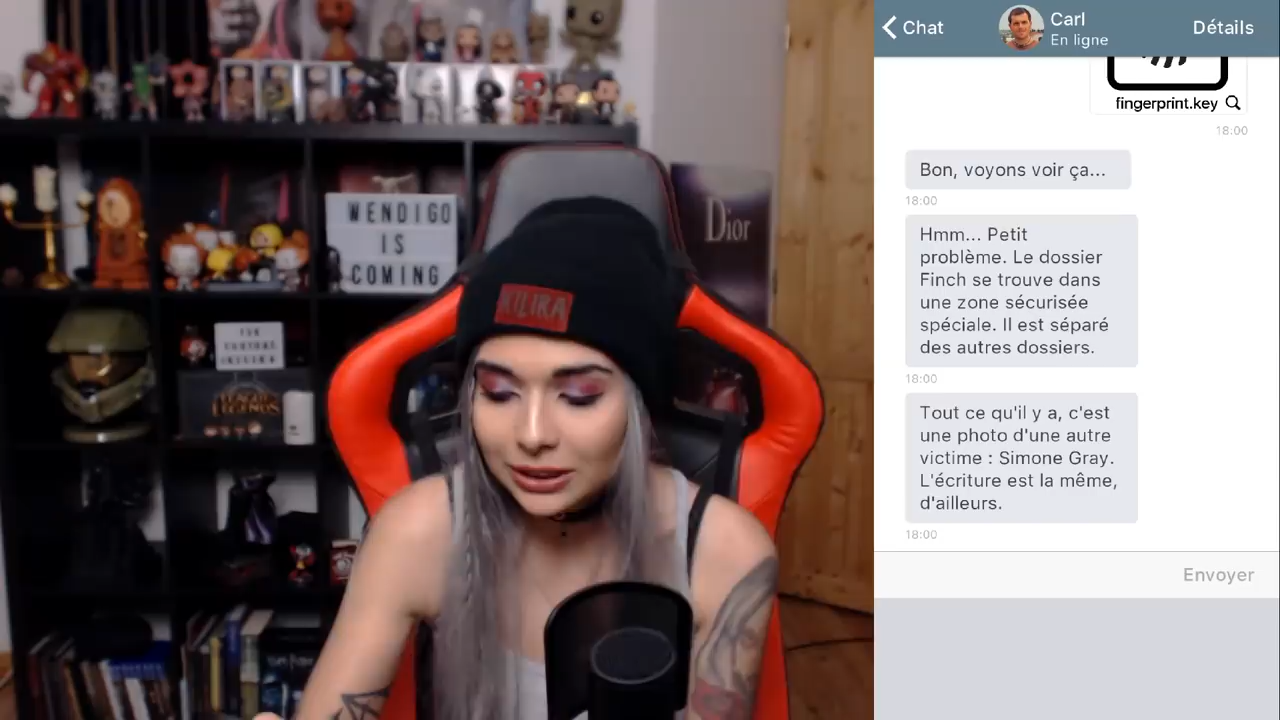 WENDIGO
IS
COMING
Dior
KILIRA
FOR
LEAGUE OF
LEGENDS
Chat
Carl
En ligne
Détails
fingerprint.key
18:00
Bon, voyons voir ça...
18:00
Hmm... Petit
problème. Le dossier
Finch se trouve dans
une zone sécurisée
spéciale. Il est séparé
des autres dossiers.
18:00
Tout ce qu'il y a, c'est
une photo d'une autre
victime : Simone Gray.
L'écriture est la même,
d'ailleurs.
18:00
Envoyer